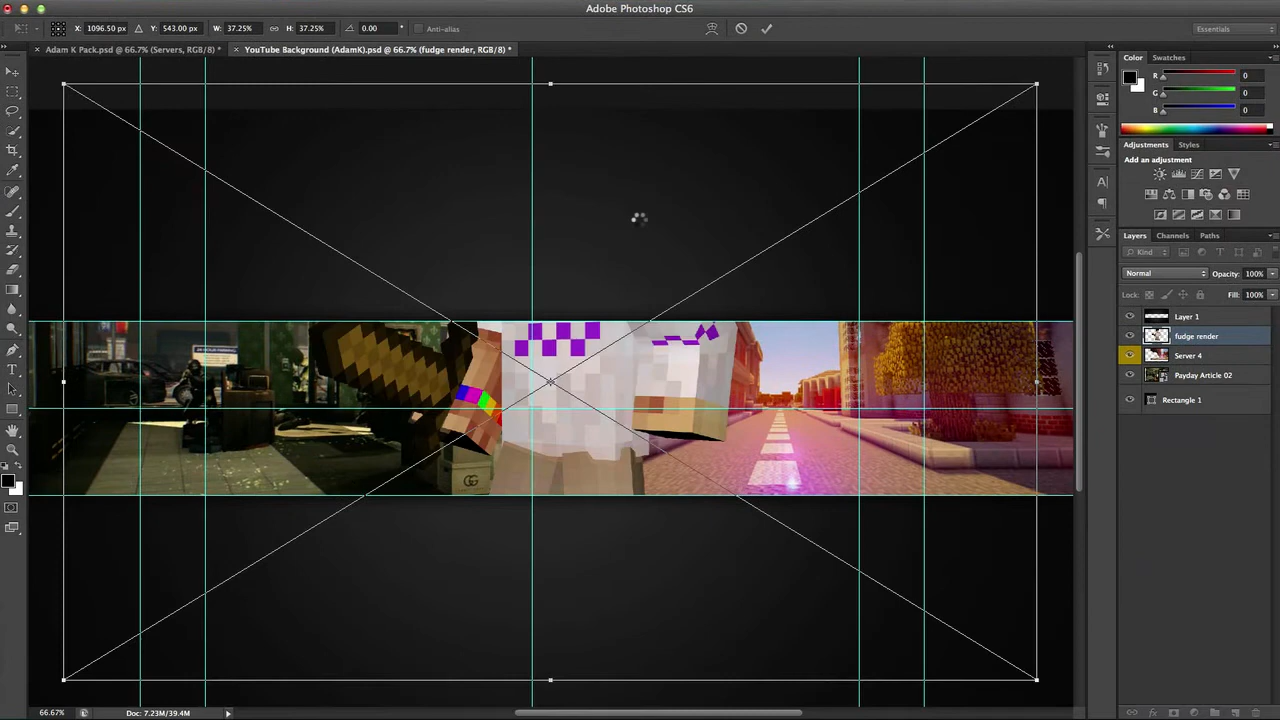 Adobe Photoshop CS6
X: 1096.50 px Y: 543.00 px W: 37.25% H: 37.25% 0.00 ° Anti-alias Essentials
Adam K Pack.psd @ 66.7% (Servers, RGB/8) * YouTube Background (AdamK).psd @ 66.7% (fudge render, RGB/8) *
Color Swatches
R 0
G 0
B 0
Adjustments Styles
Add an adjustment
Layers Channels Paths
Kind
Normal Opacity: 100%
Lock: Fill: 100%
Layer 1
fudge render
Server 4
Payday Article 02
Rectangle 1
66.67% Doc: 7.23M/39.4M